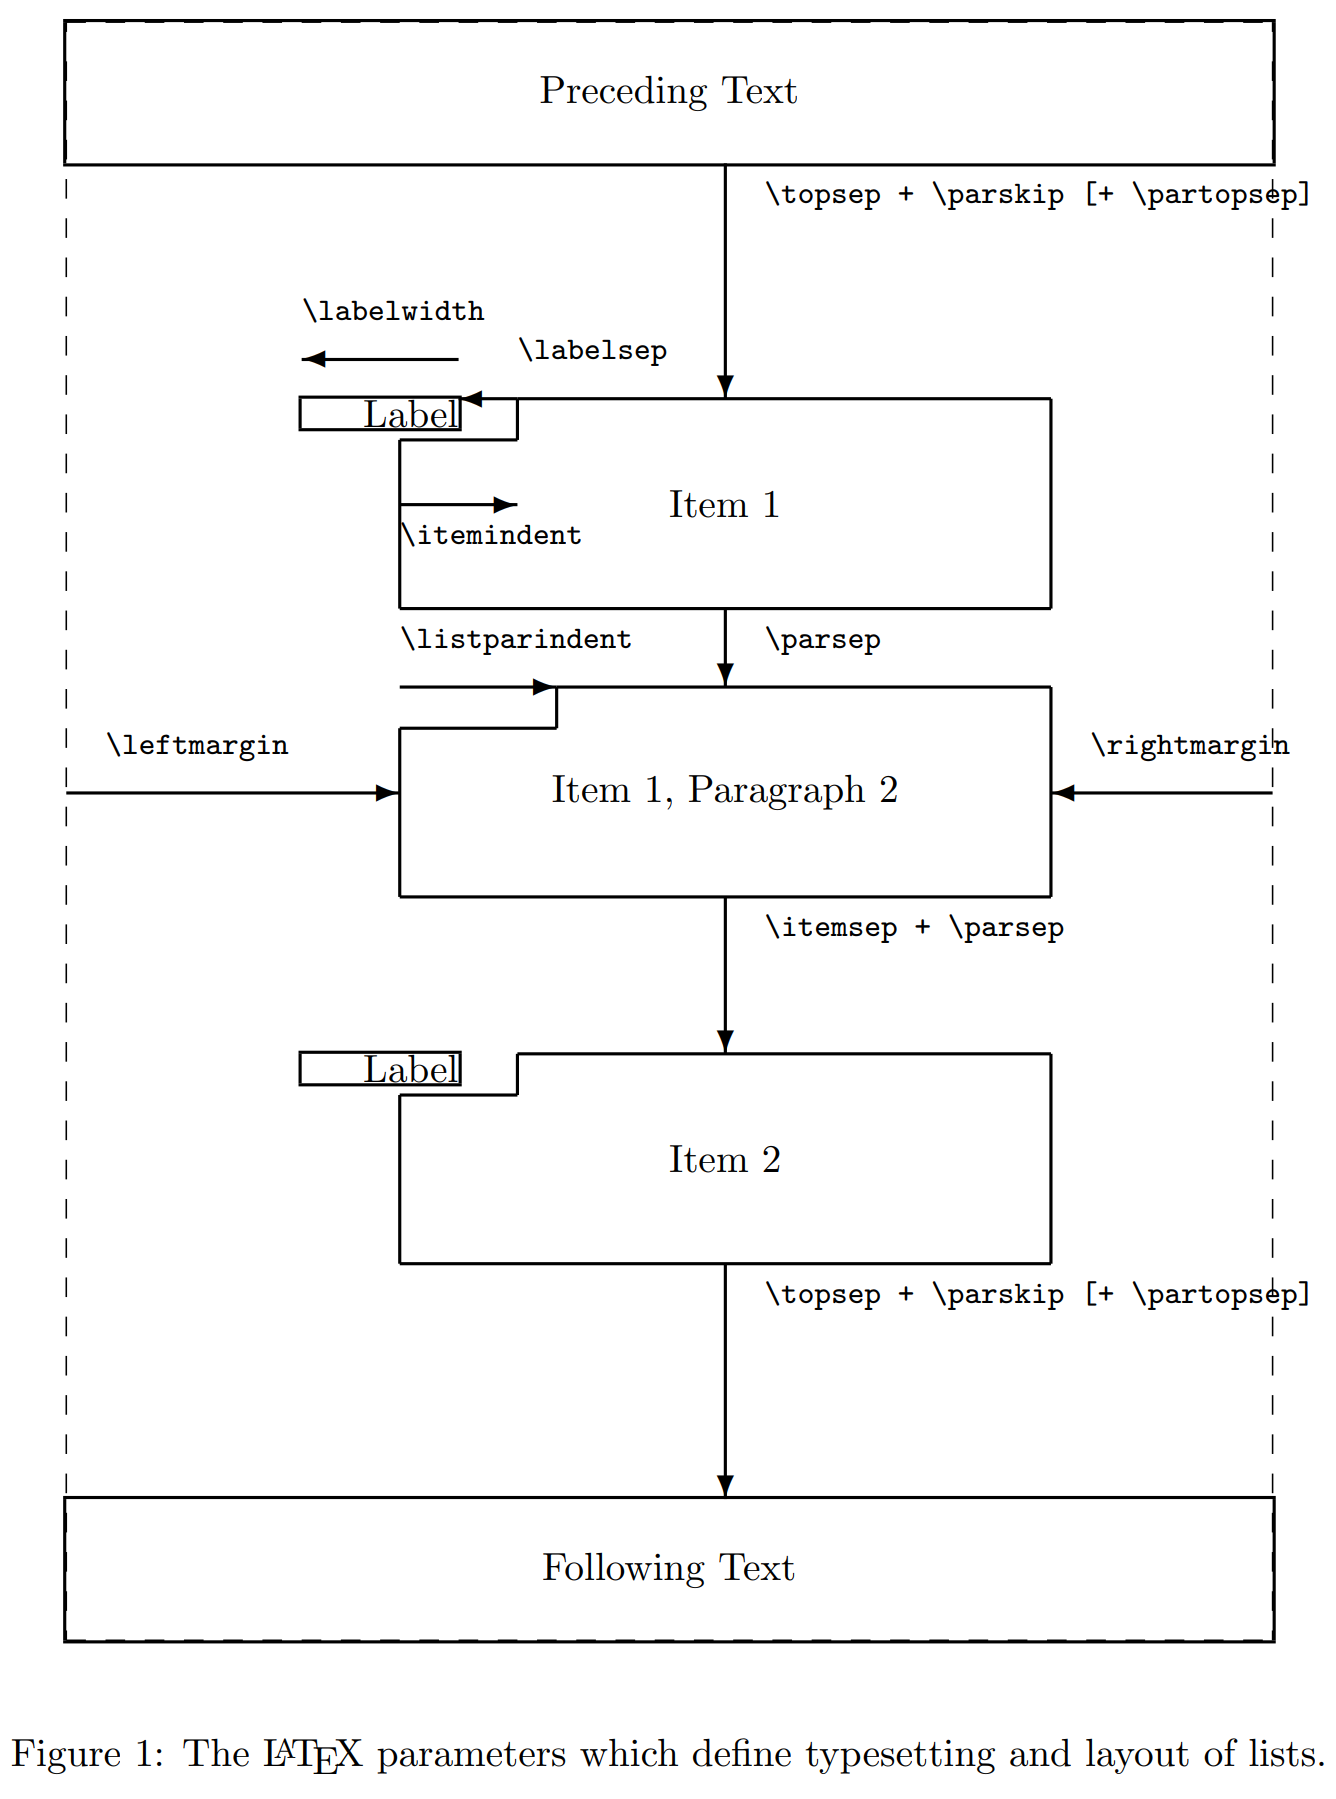 Preceding Text
\topsep + \parskip [+ \partopsep]
\labelwidth
\labelsep
Label
Item 1
\itemindent
\listparindent
\parsep
\leftmargin
\rightmargin
Item 1, Paragraph 2
\itemsep + \parsep
Label
Item 2
\topsep + \parskip [+ \partopsep]
Following Text
Figure 1: The LATEX parameters which define typesetting and layout of lists.